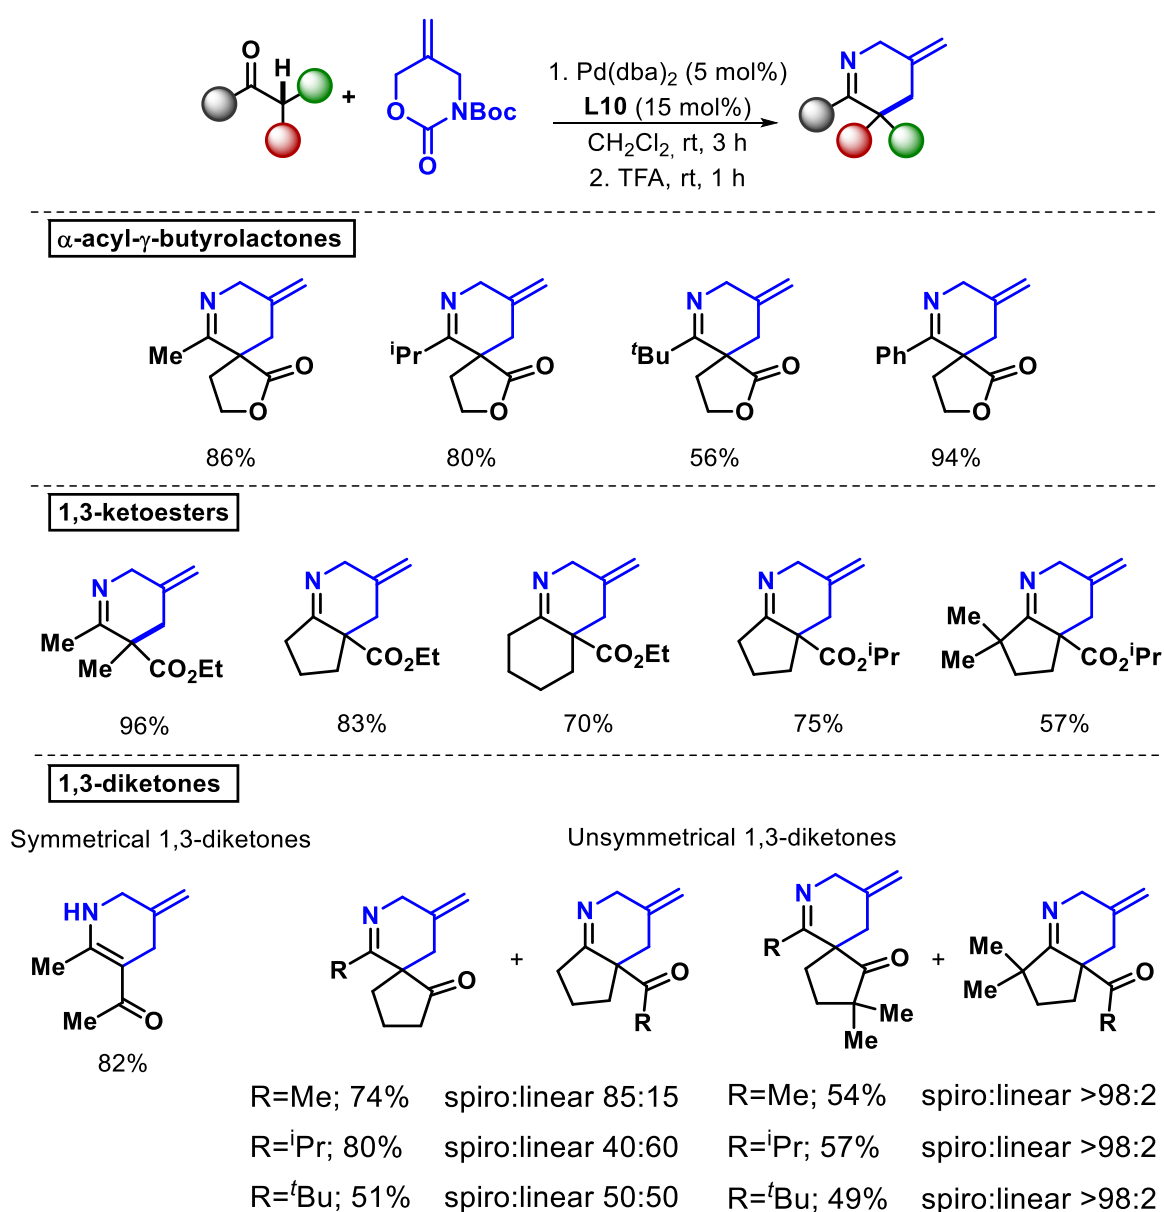 O
H
+
O
N
Boc
O
1. Pd(dba)₂ (5 mol%)
L10 (15 mol%)
CH₂Cl₂, rt, 3 h
2. TFA, rt, 1 h
N
α-acyl-γ-butyrolactones
N
Me
O
O
86%
N
ⁱPr
O
O
80%
N
ᵗBu
O
O
56%
N
Ph
O
O
94%
1,3-ketoesters
N
Me
Me
CO₂Et
96%
N
CO₂Et
83%
N
CO₂Et
70%
N
CO₂ⁱPr
75%
N
Me
Me
CO₂ⁱPr
57%
1,3-diketones
Symmetrical 1,3-diketones
Unsymmetrical 1,3-diketones
HN
Me
Me
O
82%
N
R
O
+
N
O
R
N
R
O
Me
Me
+
N
Me
Me
O
R
R=Me; 74% spiro:linear 85:15
R=ⁱPr; 80% spiro:linear 40:60
R=ᵗBu; 51% spiro:linear 50:50
R=Me; 54% spiro:linear >98:2
R=ⁱPr; 57% spiro:linear >98:2
R=ᵗBu; 49% spiro:linear >98:2